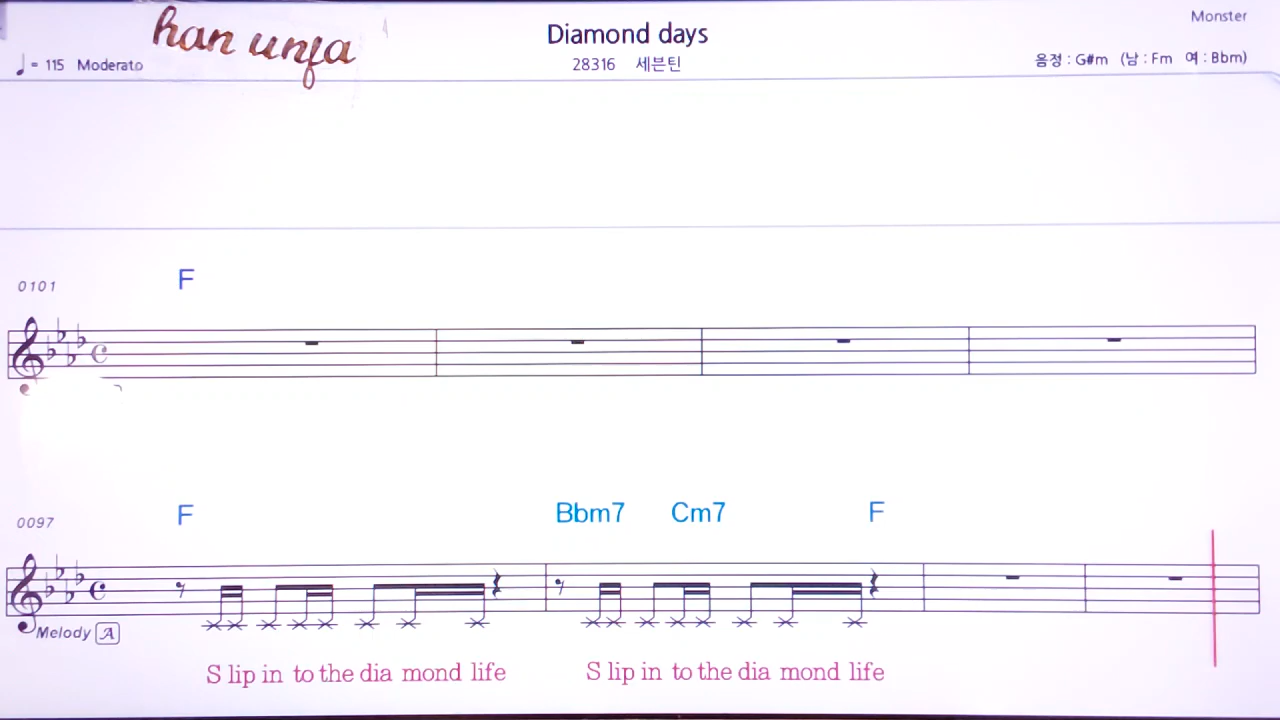 han unfa
Diamond days
Monster
♩= 115 Moderato
28316 세븐틴
음정 : G#m (남 : Fm 여 : Bbm)
0101
F
0097
F Bbm7 Cm7 F
Melody A
S lip in to the dia mond life S lip in to the dia mond life